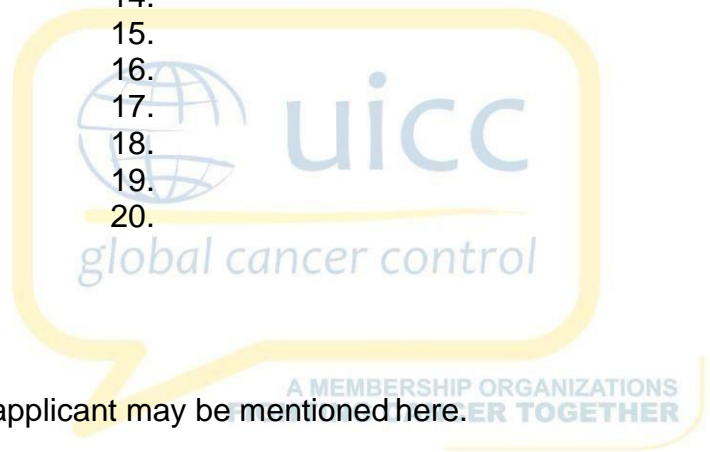 14.
15.
16.
17.
18.
19.
20.
uicc
global cancer control
A MEMBERSHIP ORGANIZATIONS
applicant may be mentioned here.
ER TOGETHER